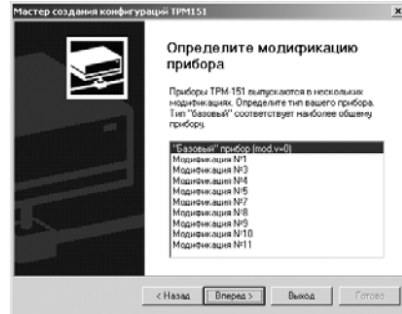 Мастер создания конфигураций ТРМ151
Определите модификацию
прибора
Приборы ТРМ-151 выпускаются в нескольких
модификациях. Определите тип вашего прибора.
Тип "базовый" соответствует наиболее общему
прибору.
"Базовый" прибор (mod.v=0)
Модификация №1
Модификация №3
Модификация №4
Модификация №5
Модификация №7
Модификация №8
Модификация №9
Модификация №10
Модификация №11
< Назад Вперед > Выход Готово